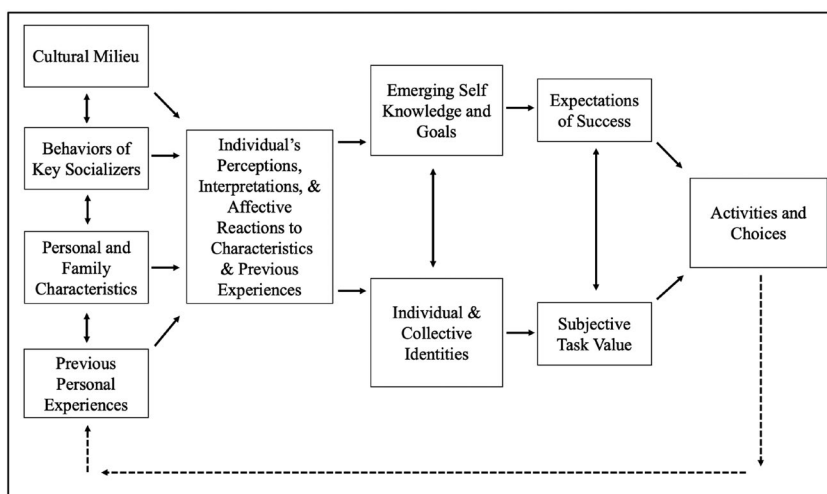 Cultural Milieu
Behaviors of
Key Socializers
Personal and
Family
Characteristics
Previous
Personal
Experiences
Individual's
Perceptions,
Interpretations, &
Affective
Reactions to
Characteristics
& Previous
Experiences
Emerging Self
Knowledge and
Goals
Individual &
Collective
Identities
Expectations
of Success
Subjective
Task Value
Activities and
Choices